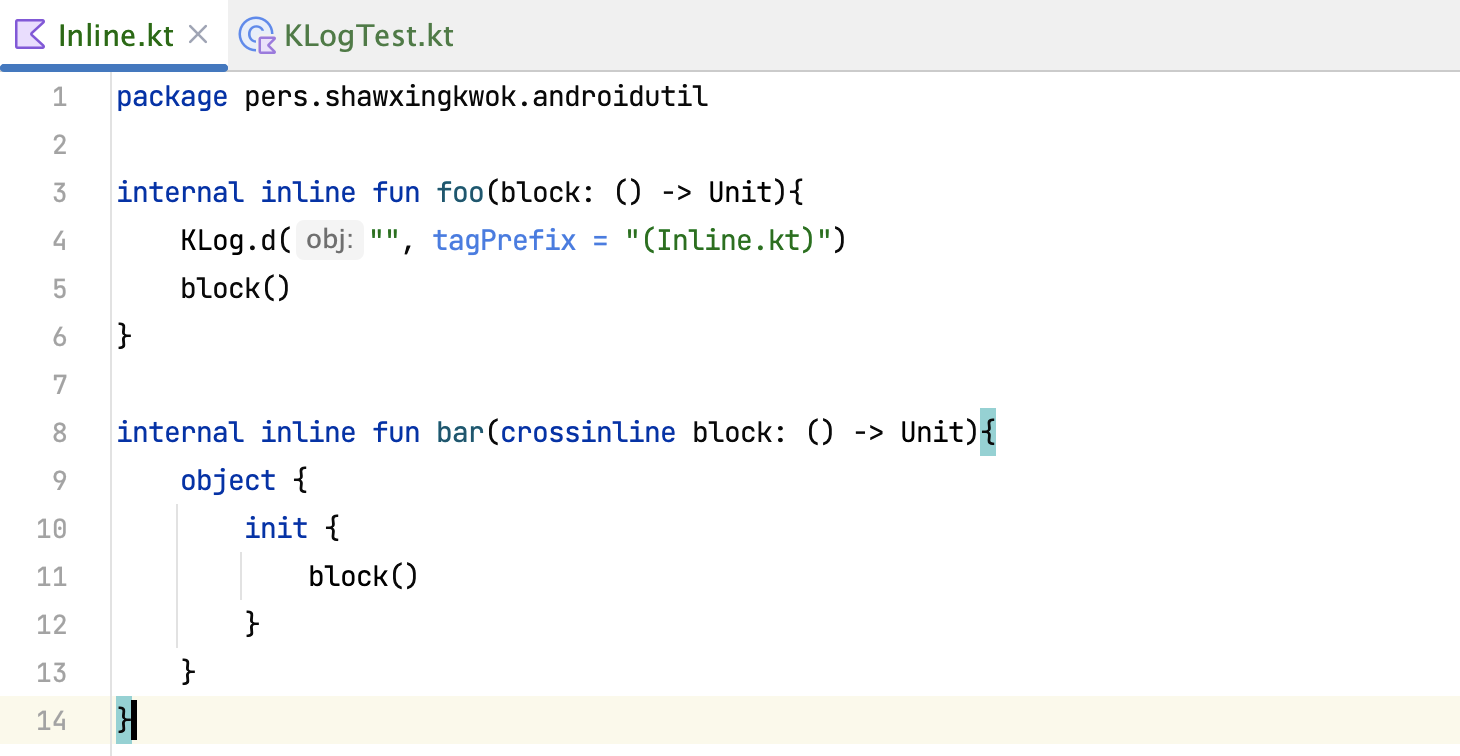 Inline.kt KLogTest.kt
1 package pers.shawxingkwok.androidutil
2
3 internal inline fun foo(block: () -> Unit){
4     KLog.d( obj: "", tagPrefix = "(Inline.kt)")
5     block()
6 }
7
8 internal inline fun bar(crossinline block: () -> Unit){
9     object {
10         init {
11             block()
12         }
13     }
14 }